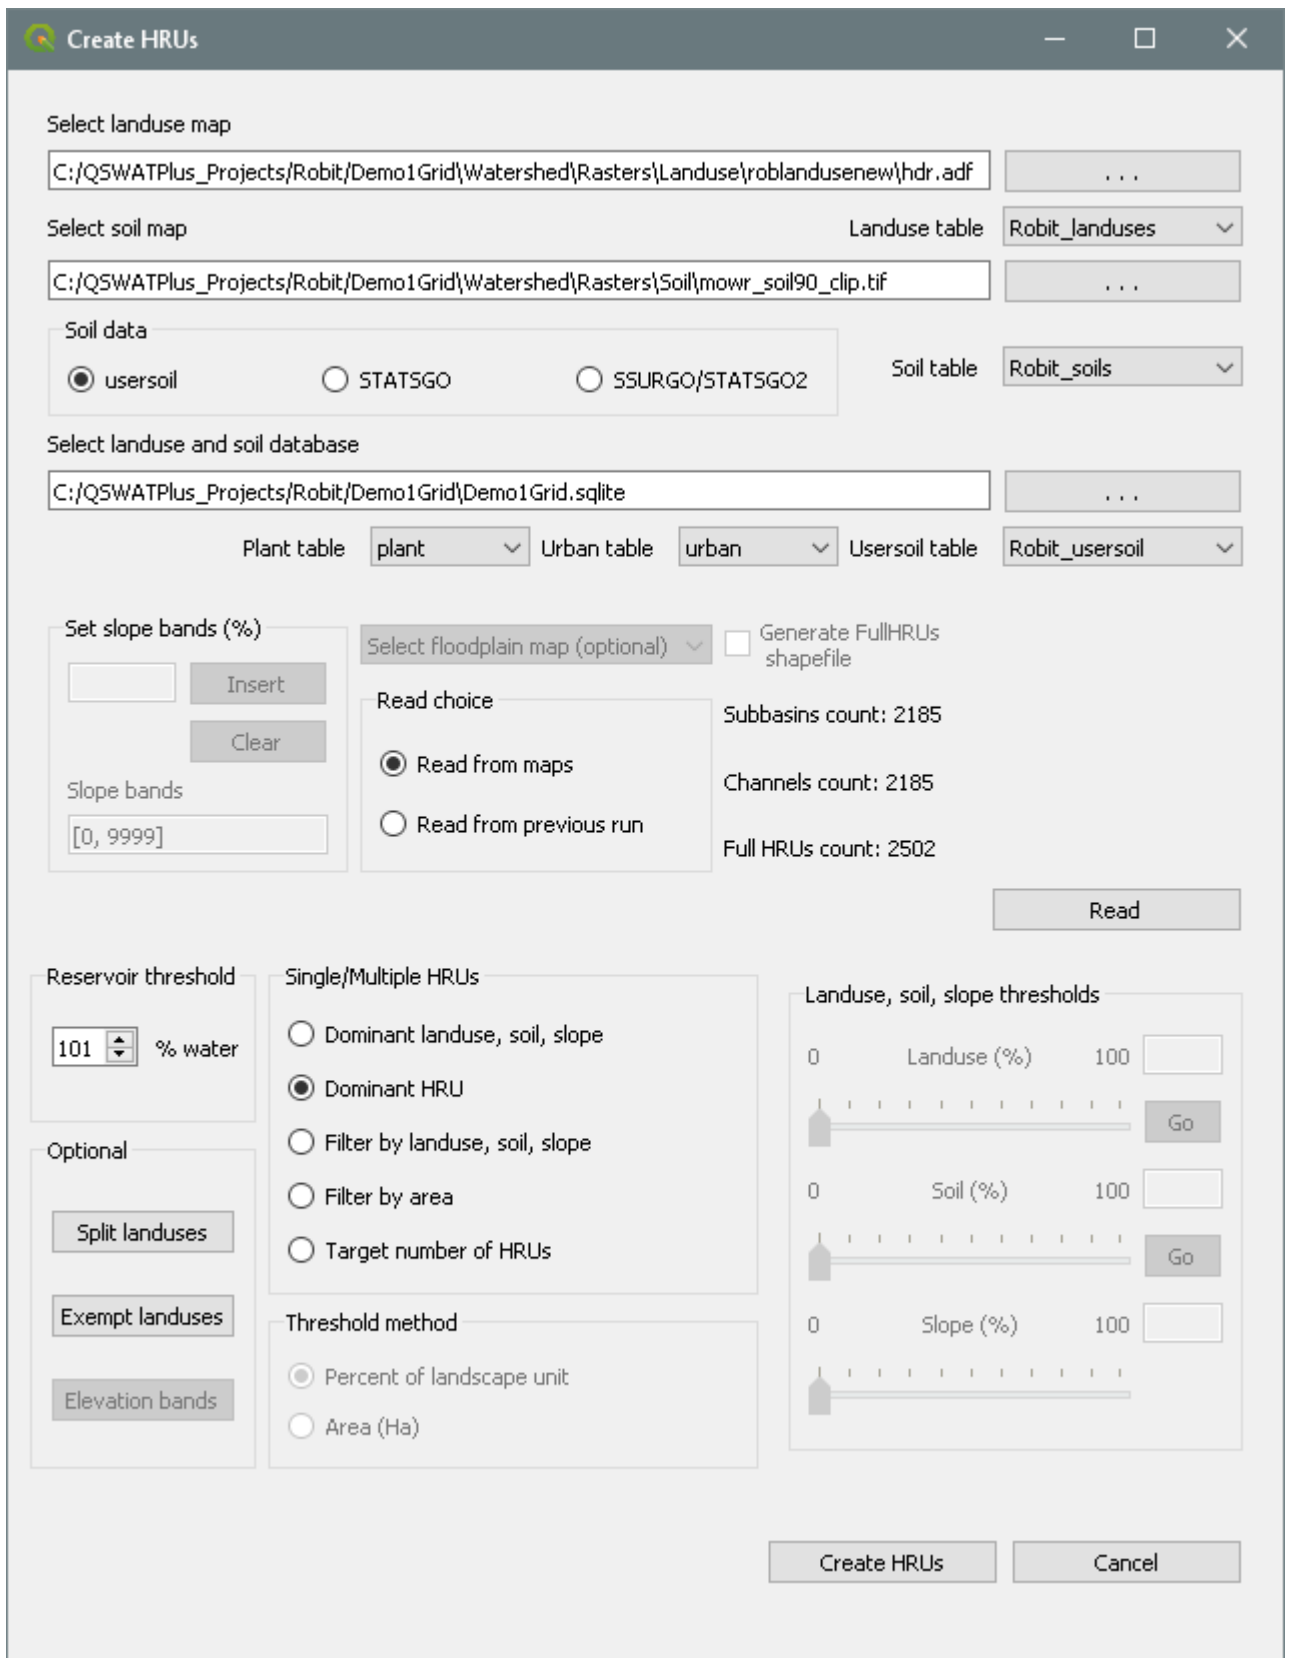 Create HRUs
Select landuse map
C:/QSWATPlus_Projects/Robit/Demo1Grid\Watershed\Rasters\Landuse\roblandusenew\hdr.adf
. . .
Select soil map
Landuse table
Robit_landuses
C:/QSWATPlus_Projects/Robit/Demo1Grid\Watershed\Rasters\Soil\mowr_soil90_clip.tif
. . .
Soil data
usersoil
STATSGO
SSURGO/STATSGO2
Soil table
Robit_soils
Select landuse and soil database
C:/QSWATPlus_Projects/Robit/Demo1Grid\Demo1Grid.sqlite
. . .
Plant table
plant
Urban table
urban
Usersoil table
Robit_usersoil
Set slope bands (%)
Insert
Clear
Slope bands
[0, 9999]
Select floodplain map (optional)
Generate FullHRUs
shapefile
Read choice
Read from maps
Read from previous run
Subbasins count: 2185
Channels count: 2185
Full HRUs count: 2502
Read
Reservoir threshold
101
% water
Optional
Split landuses
Exempt landuses
Elevation bands
Single/Multiple HRUs
Dominant landuse, soil, slope
Dominant HRU
Filter by landuse, soil, slope
Filter by area
Target number of HRUs
Threshold method
Percent of landscape unit
Area (Ha)
Landuse, soil, slope thresholds
0 Landuse (%) 100
Go
0 Soil (%) 100
Go
0 Slope (%) 100
Create HRUs
Cancel